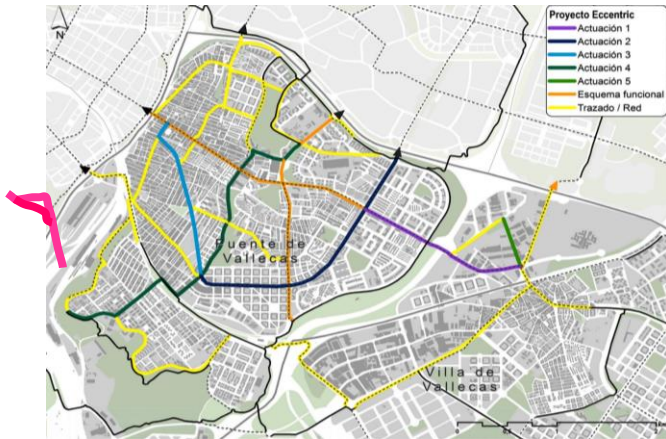 N
Proyecto Eccentric
Actuación 1
Actuación 2
Actuación 3
Actuación 4
Actuación 5
Esquema funcional
Trazado / Red
Puente de
Vallecas
Villa de
Vallecas